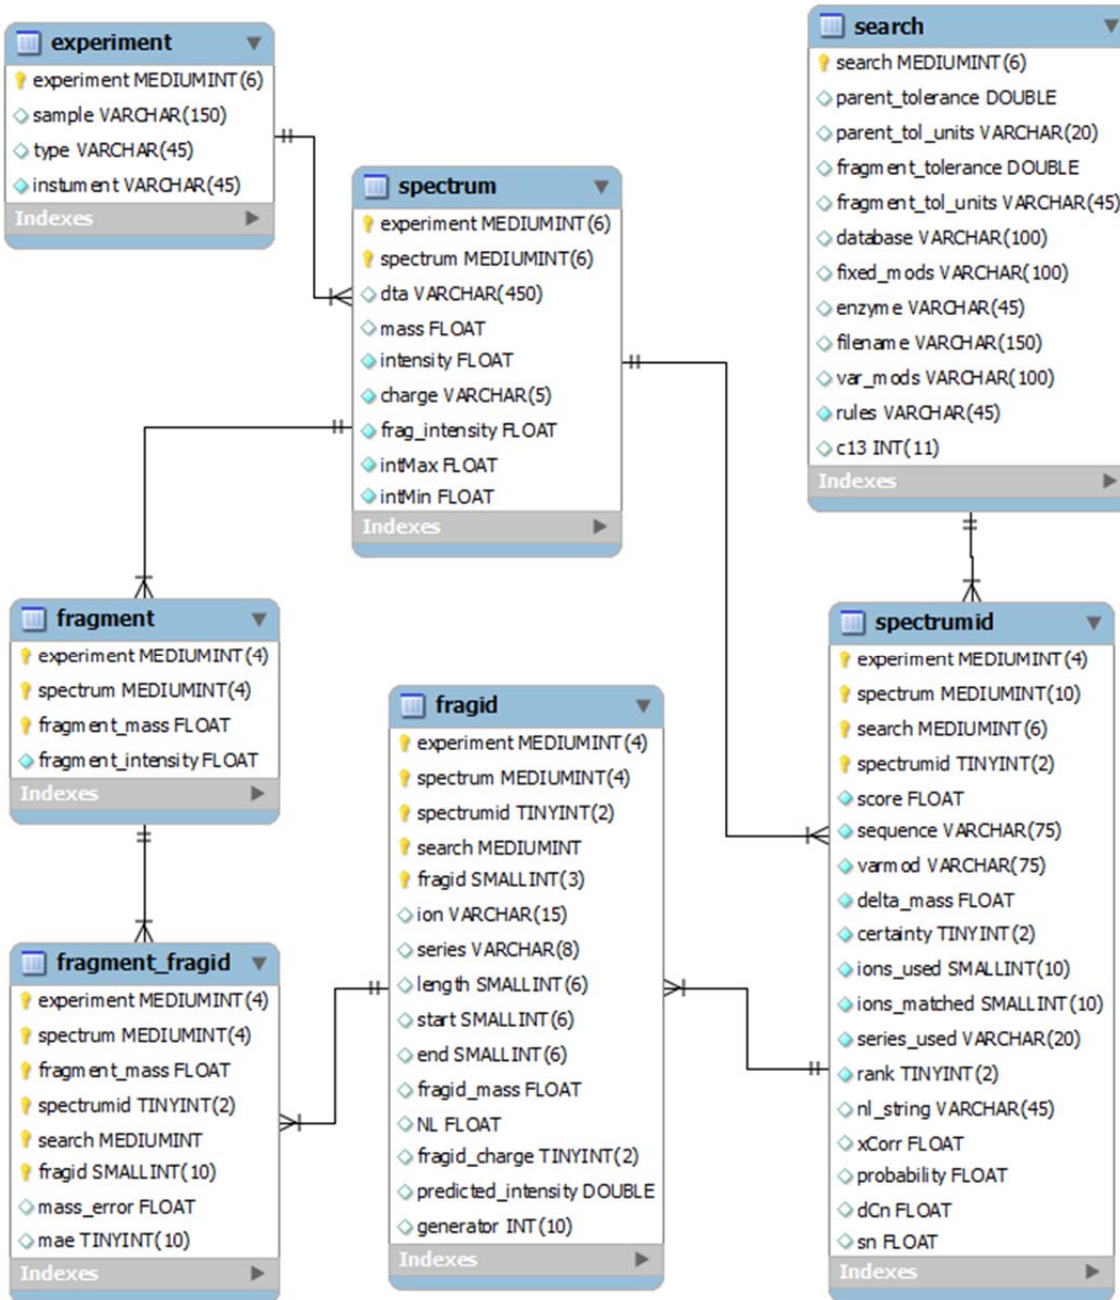 experiment
experiment MEDIUMINT(6)
sample VARCHAR(150)
type VARCHAR(45)
instument VARCHAR(45)
Indexes
spectrum
experiment MEDIUMINT(6)
spectrum MEDIUMINT(6)
dta VARCHAR(450)
mass FLOAT
intensity FLOAT
charge VARCHAR(5)
frag_intensity FLOAT
intMax FLOAT
intMin FLOAT
Indexes
search
search MEDIUMINT(6)
parent_tolerance DOUBLE
parent_tol_units VARCHAR(20)
fragment_tolerance DOUBLE
fragment_tol_units VARCHAR(45)
database VARCHAR(100)
fixed_mods VARCHAR(100)
enzyme VARCHAR(45)
filename VARCHAR(150)
var_mods VARCHAR(100)
rules VARCHAR(45)
c13 INT(11)
Indexes
fragment
experiment MEDIUMINT(4)
spectrum MEDIUMINT(4)
fragment_mass FLOAT
fragment_intensity FLOAT
Indexes
fragment_fragid
experiment MEDIUMINT(4)
spectrum MEDIUMINT(4)
fragment_mass FLOAT
spectrumid TINYINT(2)
search MEDIUMINT
fragid SMALLINT(10)
mass_error FLOAT
mae TINYINT(10)
Indexes
fragid
experiment MEDIUMINT(4)
spectrum MEDIUMINT(4)
spectrumid TINYINT(2)
search MEDIUMINT
fragid SMALLINT(3)
ion VARCHAR(15)
series VARCHAR(8)
length SMALLINT(6)
start SMALLINT(6)
end SMALLINT(6)
fragid_mass FLOAT
NL FLOAT
fragid_charge TINYINT(2)
predicted_intensity DOUBLE
generator INT(10)
Indexes
spectrumid
experiment MEDIUMINT(4)
spectrum MEDIUMINT(10)
search MEDIUMINT(6)
spectrumid TINYINT(2)
score FLOAT
sequence VARCHAR(75)
varmod VARCHAR(75)
delta_mass FLOAT
certainty TINYINT(2)
ions_used SMALLINT(10)
ions_matched SMALLINT(10)
series_used VARCHAR(20)
rank TINYINT(2)
nl_string VARCHAR(45)
xCorr FLOAT
probability FLOAT
dCn FLOAT
sn FLOAT
Indexes